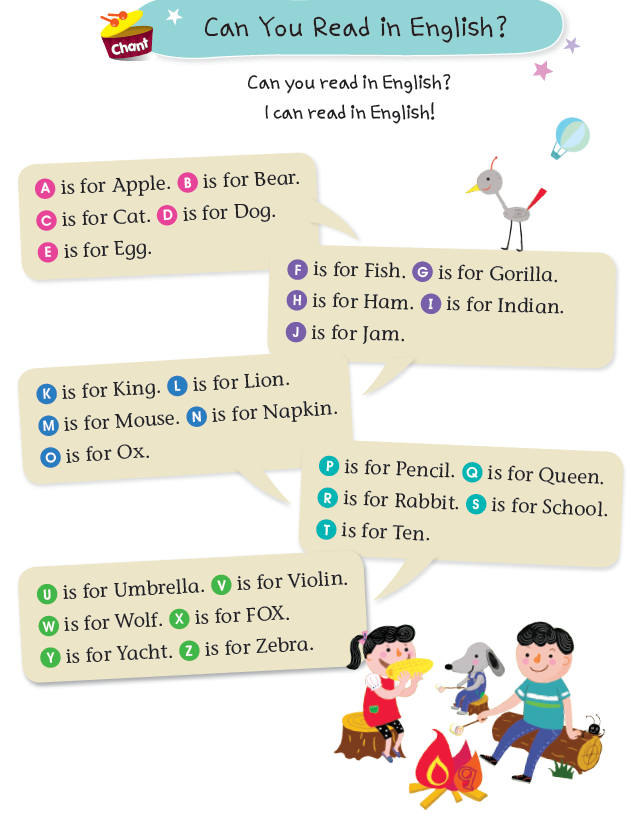 Chant
Can You Read in English?
Can you read in English?
I can read in English!
A is for Apple. B is for Bear.
C is for Cat. D is for Dog.
E is for Egg.
F is for Fish. G is for Gorilla.
H is for Ham. I is for Indian.
J is for Jam.
K is for King. L is for Lion.
M is for Mouse. N is for Napkin.
O is for Ox.
P is for Pencil. Q is for Queen.
R is for Rabbit. S is for School.
T is for Ten.
U is for Umbrella. V is for Violin.
W is for Wolf. X is for FOX.
Y is for Yacht. Z is for Zebra.